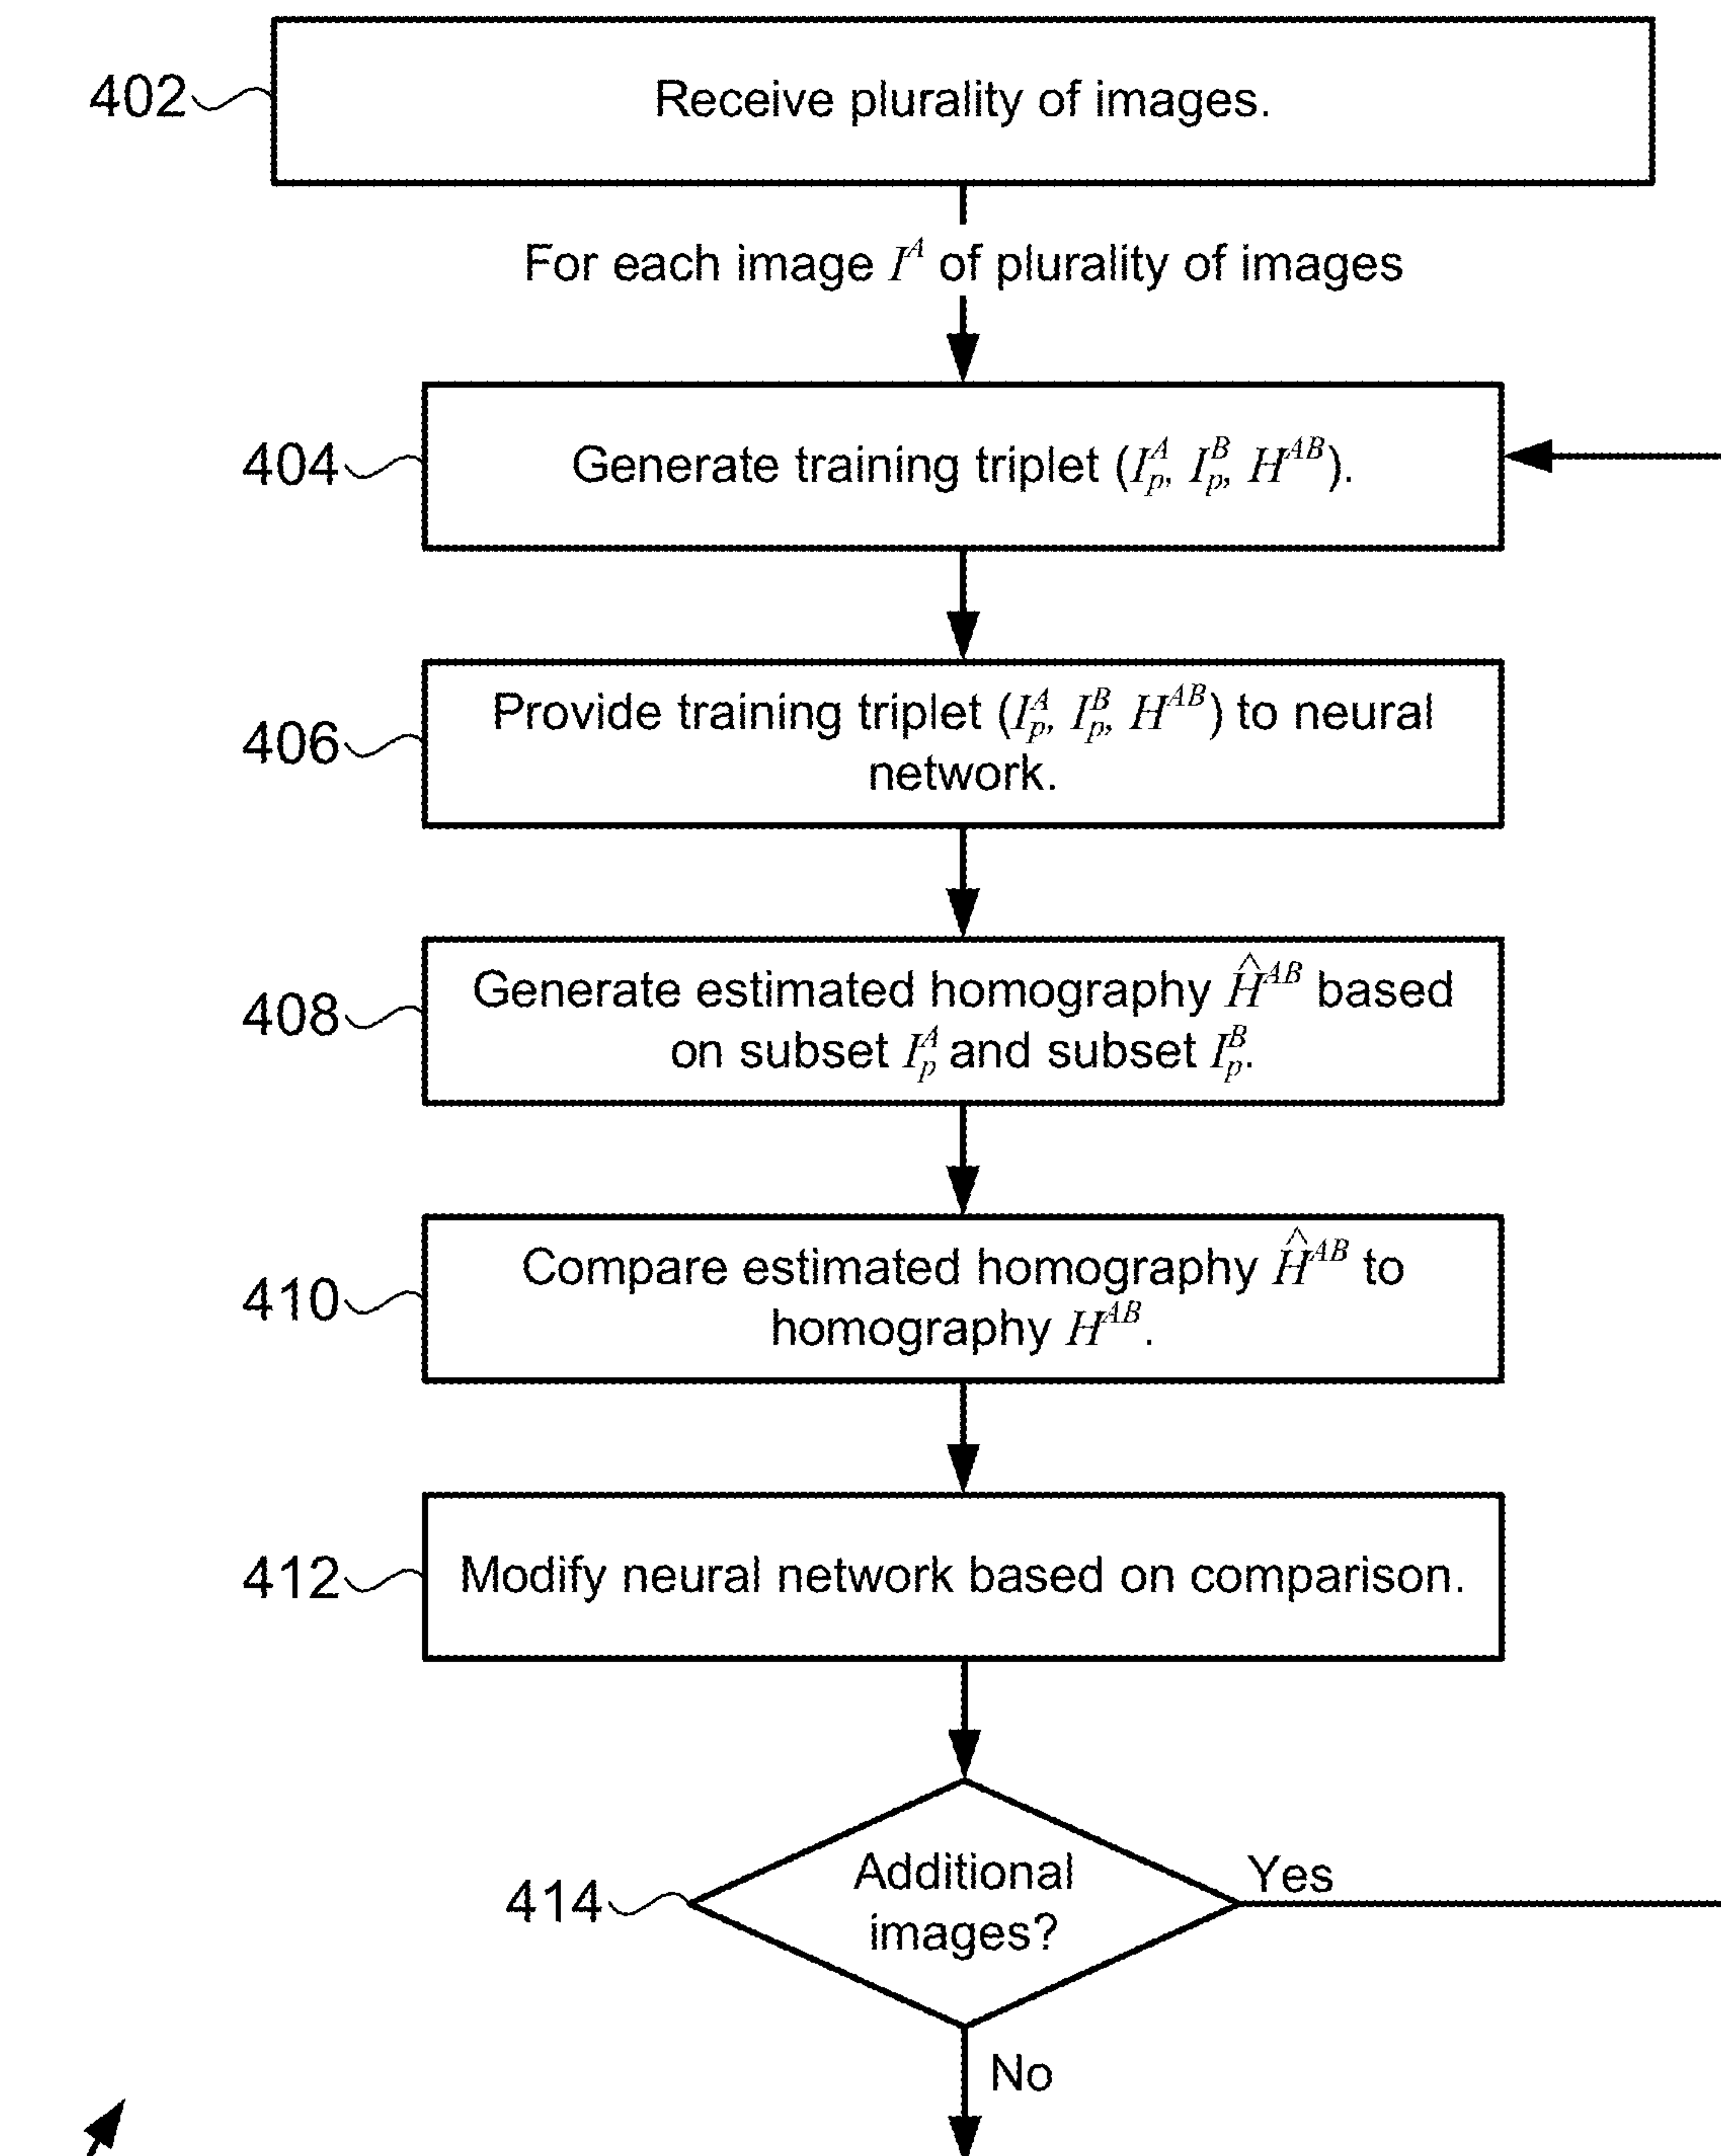 402
Receive plurality of images.
For each image I^A of plurality of images
404
Generate training triplet (I_p^A, I_p^B, H^{AB}).
406
Provide training triplet (I_p^A, I_p^B, H^{AB}) to neural
network.
408
Generate estimated homography Ĥ^{AB} based
on subset I_p^A and subset I_p^B.
410
Compare estimated homography Ĥ^{AB} to
homography H^{AB}.
412
Modify neural network based on comparison.
414
Additional
images?
Yes
No